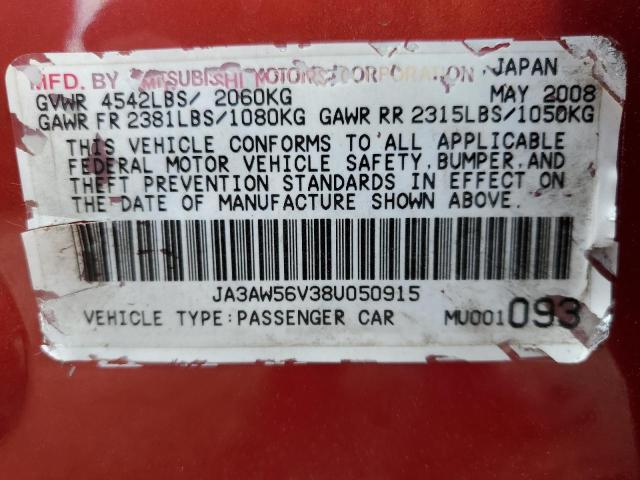 MFD. BY MITSUBISHI MOTORS CORPORATION, JAPAN
GVWR 4542LBS/ 2060KG MAY 2008
GAWR FR 2381LBS/1080KG GAWR RR 2315LBS/1050KG
THIS VEHICLE CONFORMS TO ALL APPLICABLE
FEDERAL MOTOR VEHICLE SAFETY, BUMPER, AND
THEFT PREVENTION STANDARDS IN EFFECT ON
THE DATE OF MANUFACTURE SHOWN ABOVE.
JA3AW56V38U050915
VEHICLE TYPE: PASSENGER CAR MU001093